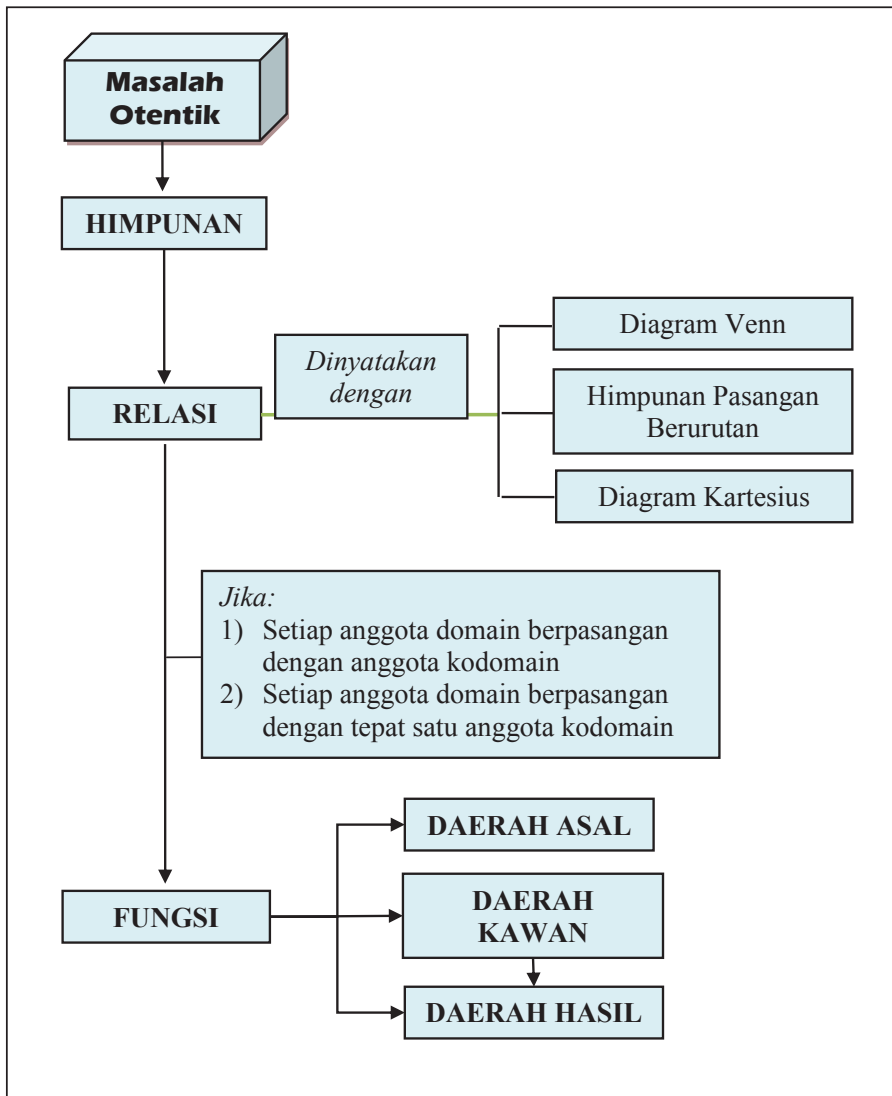 Masalah
Otentik
HIMPUNAN
Dinyatakan
dengan
RELASI
Diagram Venn
Himpunan Pasangan
Berurutan
Diagram Kartesius
Jika:
1) Setiap anggota domain berpasangan
dengan anggota kodomain
2) Setiap anggota domain berpasangan
dengan tepat satu anggota kodomain
FUNGSI
DAERAH ASAL
DAERAH
KAWAN
DAERAH HASIL